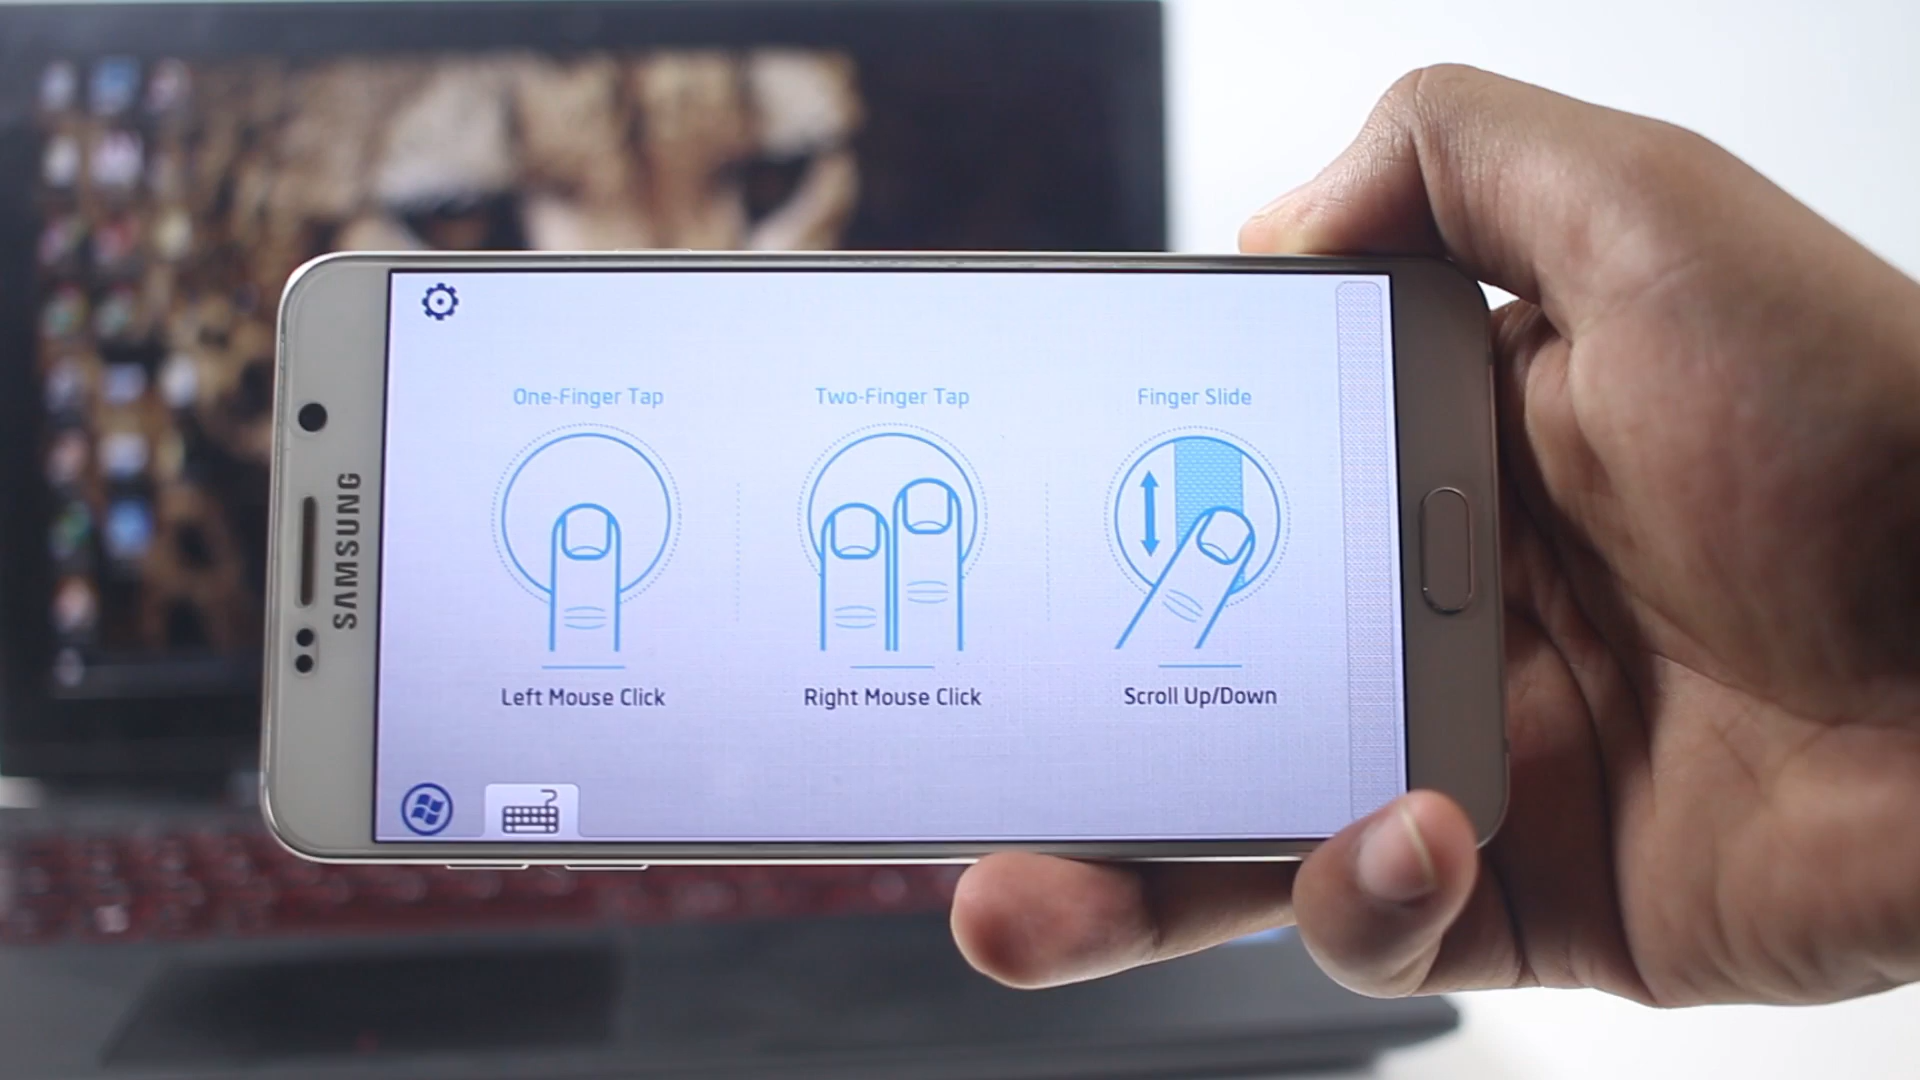 SAMSUNG
One-Finger Tap
Two-Finger Tap
Finger Slide
Left Mouse Click
Right Mouse Click
Scroll Up/Down